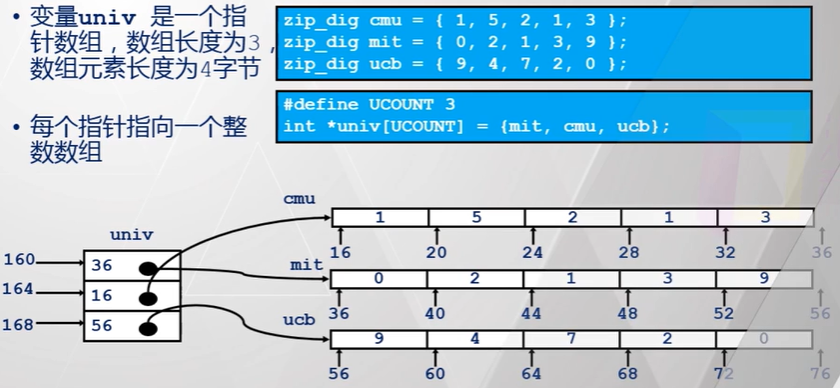 • 变量univ 是一个指
针数组，数组长度为3，
数组元素长度为4字节
• 每个指针指向一个整
数数组
zip_dig cmu = { 1, 5, 2, 1, 3 };
zip_dig mit = { 0, 2, 1, 3, 9 };
zip_dig ucb = { 9, 4, 7, 2, 0 };
#define UCOUNT 3
int *univ[UCOUNT] = {mit, cmu, ucb};
univ
160 36
164 16
168 56
cmu
1 5 2 1 3
16 20 24 28 32 36
mit
0 2 1 3 9
36 40 44 48 52 56
ucb
9 4 7 2 0
56 60 64 68 72 76